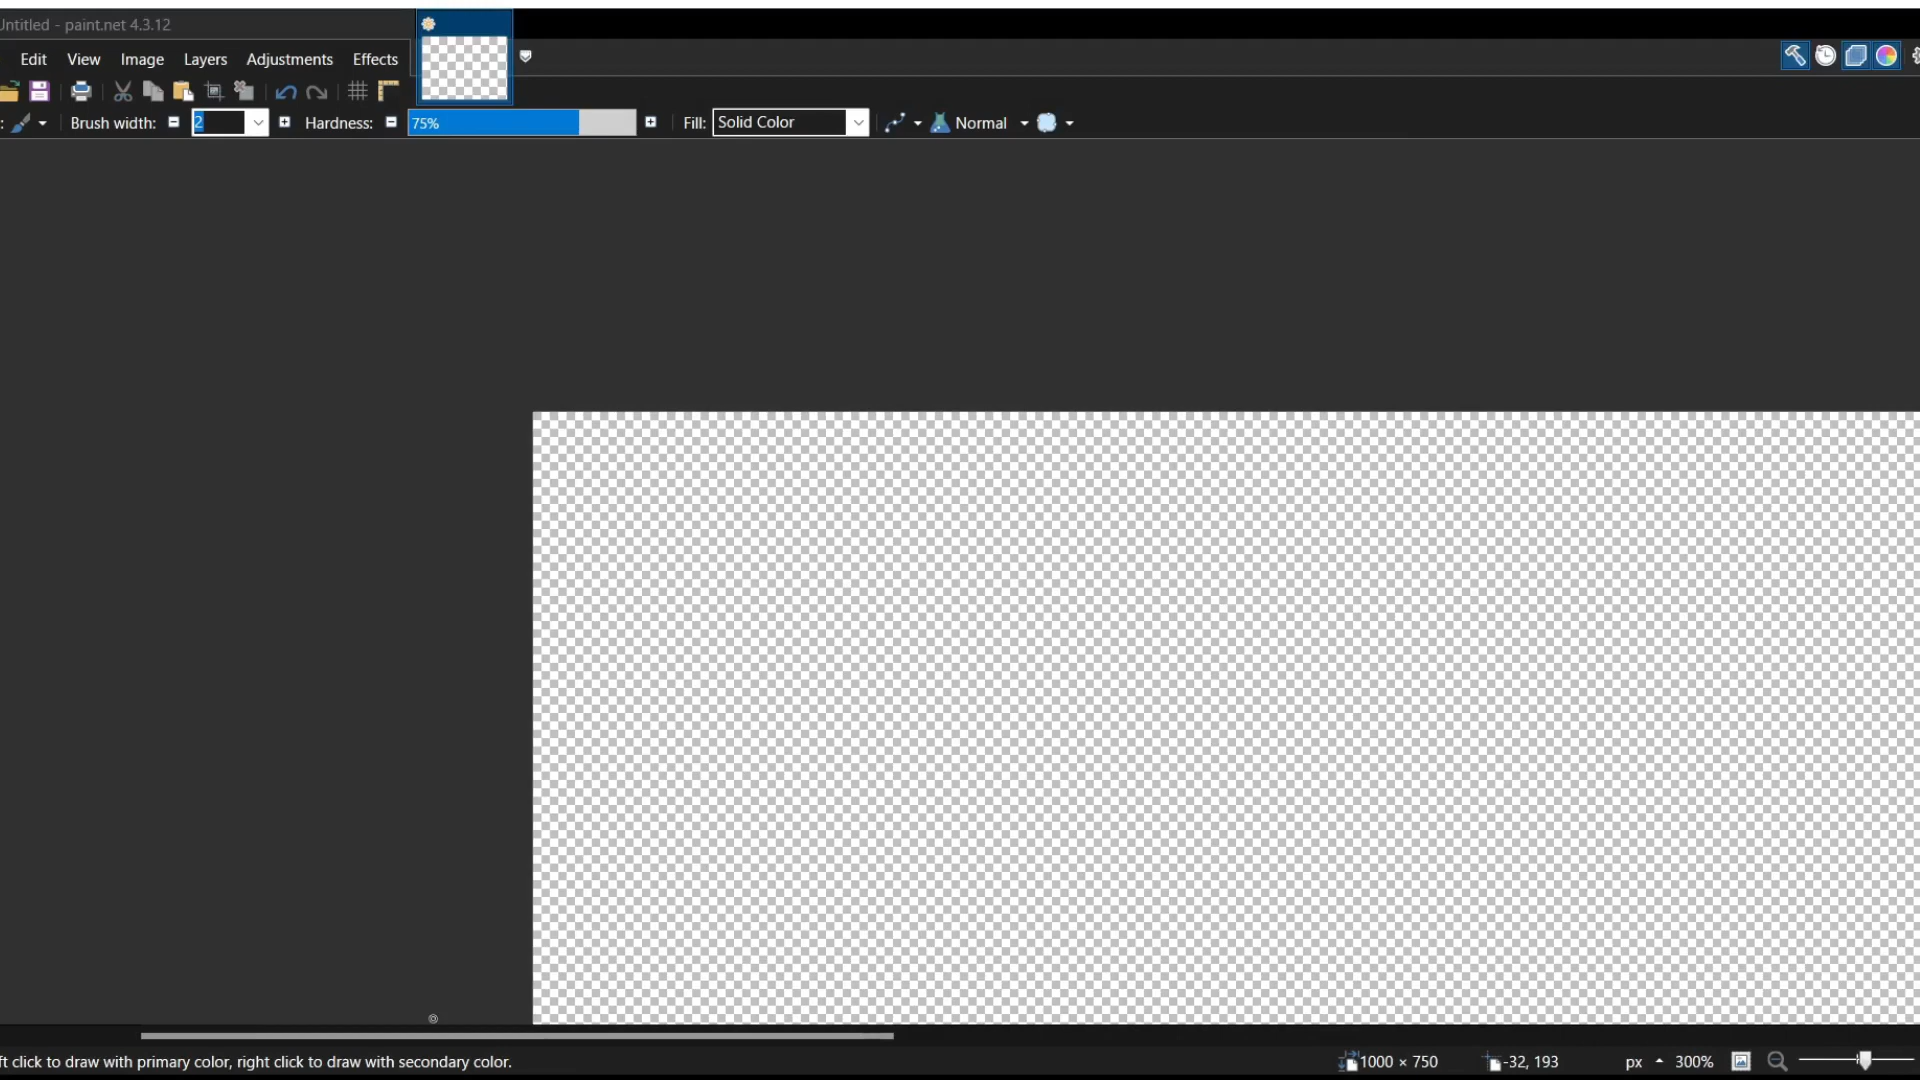 Untitled - paint.net 4.3.12
Edit View Image Layers Adjustments Effects
: Brush width: 2 Hardness: 75% Fill: Solid Color Normal
ft click to draw with primary color, right click to draw with secondary color. 1000 × 750 -32, 193 px 300%